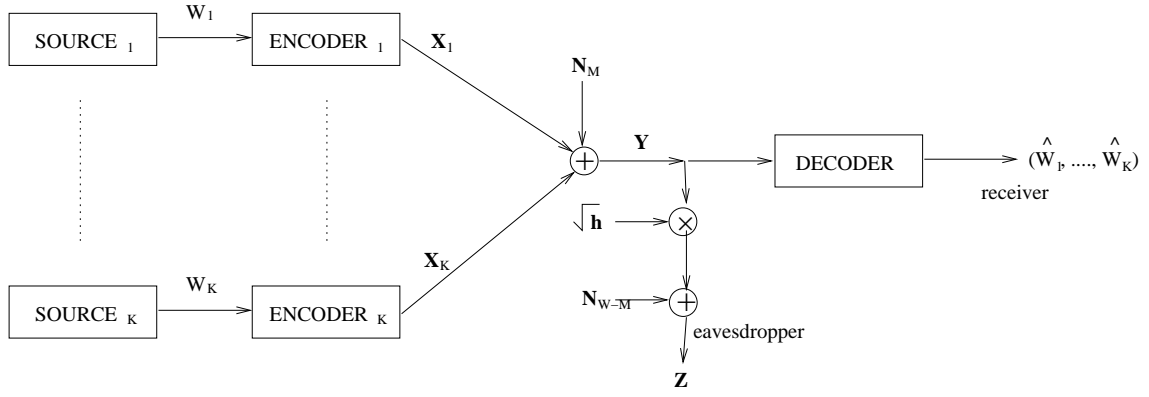 W1
SOURCE 1
ENCODER 1
X1
NM
Y
DECODER
(Ŵ1, ...., ŴK)
receiver
√h
×
XK
WK
SOURCE K
ENCODER K
NW–M
+
eavesdropper
Z